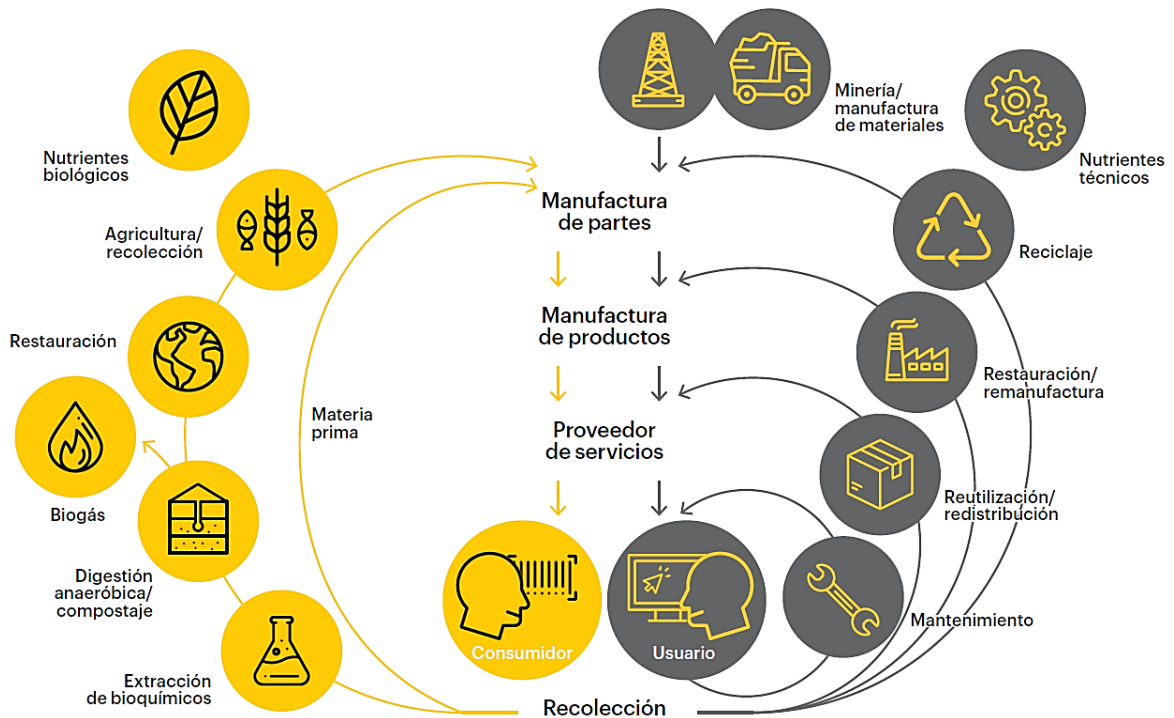 Minería/
manufactura
de materiales
Nutrientes
técnicos
Nutrientes
biológicos
Agricultura/
recolección
Manufactura
de partes
Reciclaje
Restauración
Manufactura
de productos
Restauración/
remanufactura
Materia
prima
Proveedor
de servicios
Biogás
Reutilización/
redistribución
Digestión
anaeróbica/
compostaje
Mantenimiento
Consumidor
Usuario
Extracción
de bioquímicos
Recolección